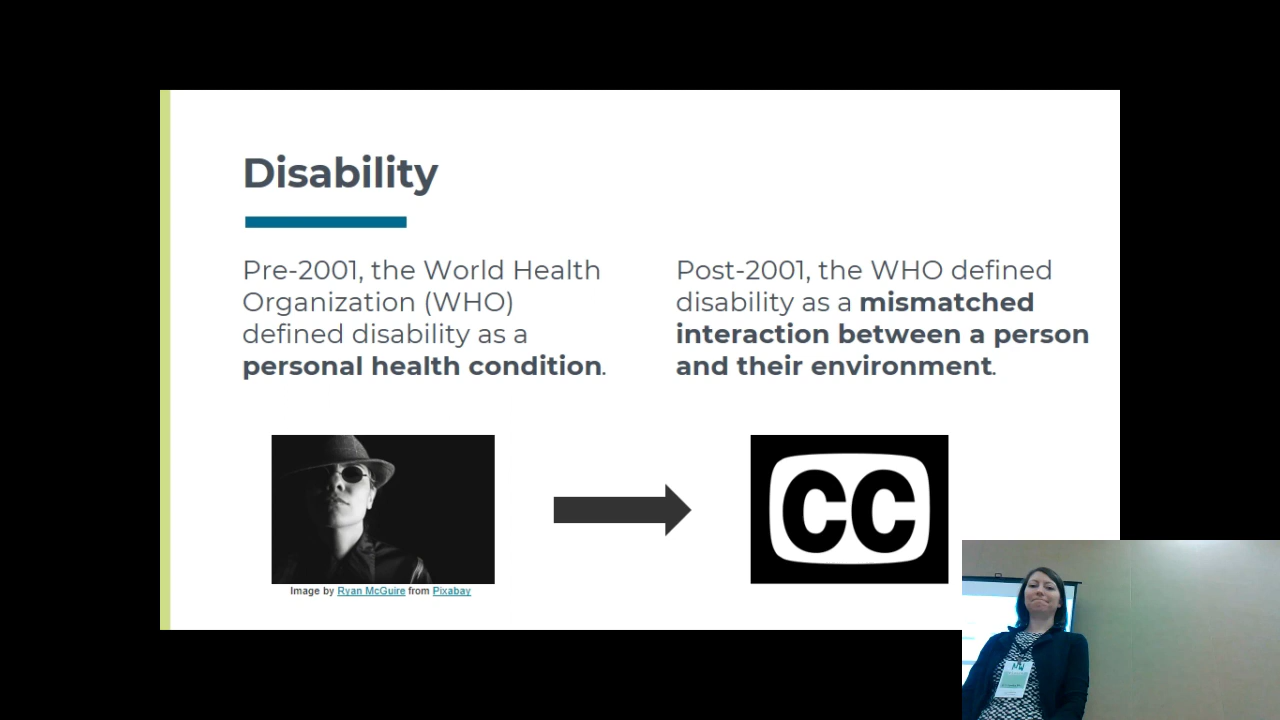 Disability
Pre-2001, the World Health
Organization (WHO)
defined disability as a
personal health condition.
Post-2001, the WHO defined
disability as a mismatched
interaction between a person
and their environment.
CC
Image by Ryan McGuire from Pixabay